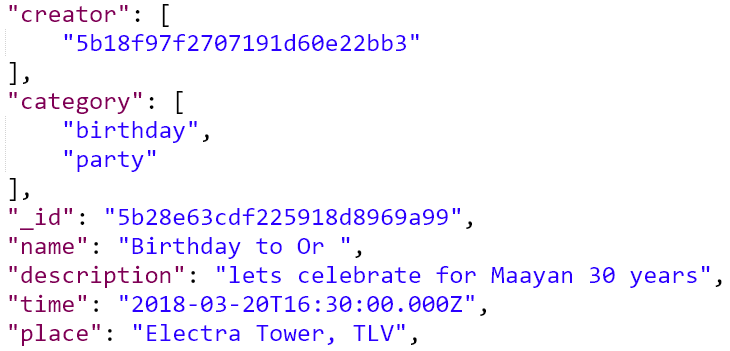 "creator": [
"5b18f97f2707191d60e22bb3"
],
"category": [
"birthday",
"party"
],
"_id": "5b28e63cdf225918d8969a99",
"name": "Birthday to Or ",
"description": "lets celebrate for Maayan 30 years",
"time": "2018-03-20T16:30:00.000Z",
"place": "Electra Tower, TLV",